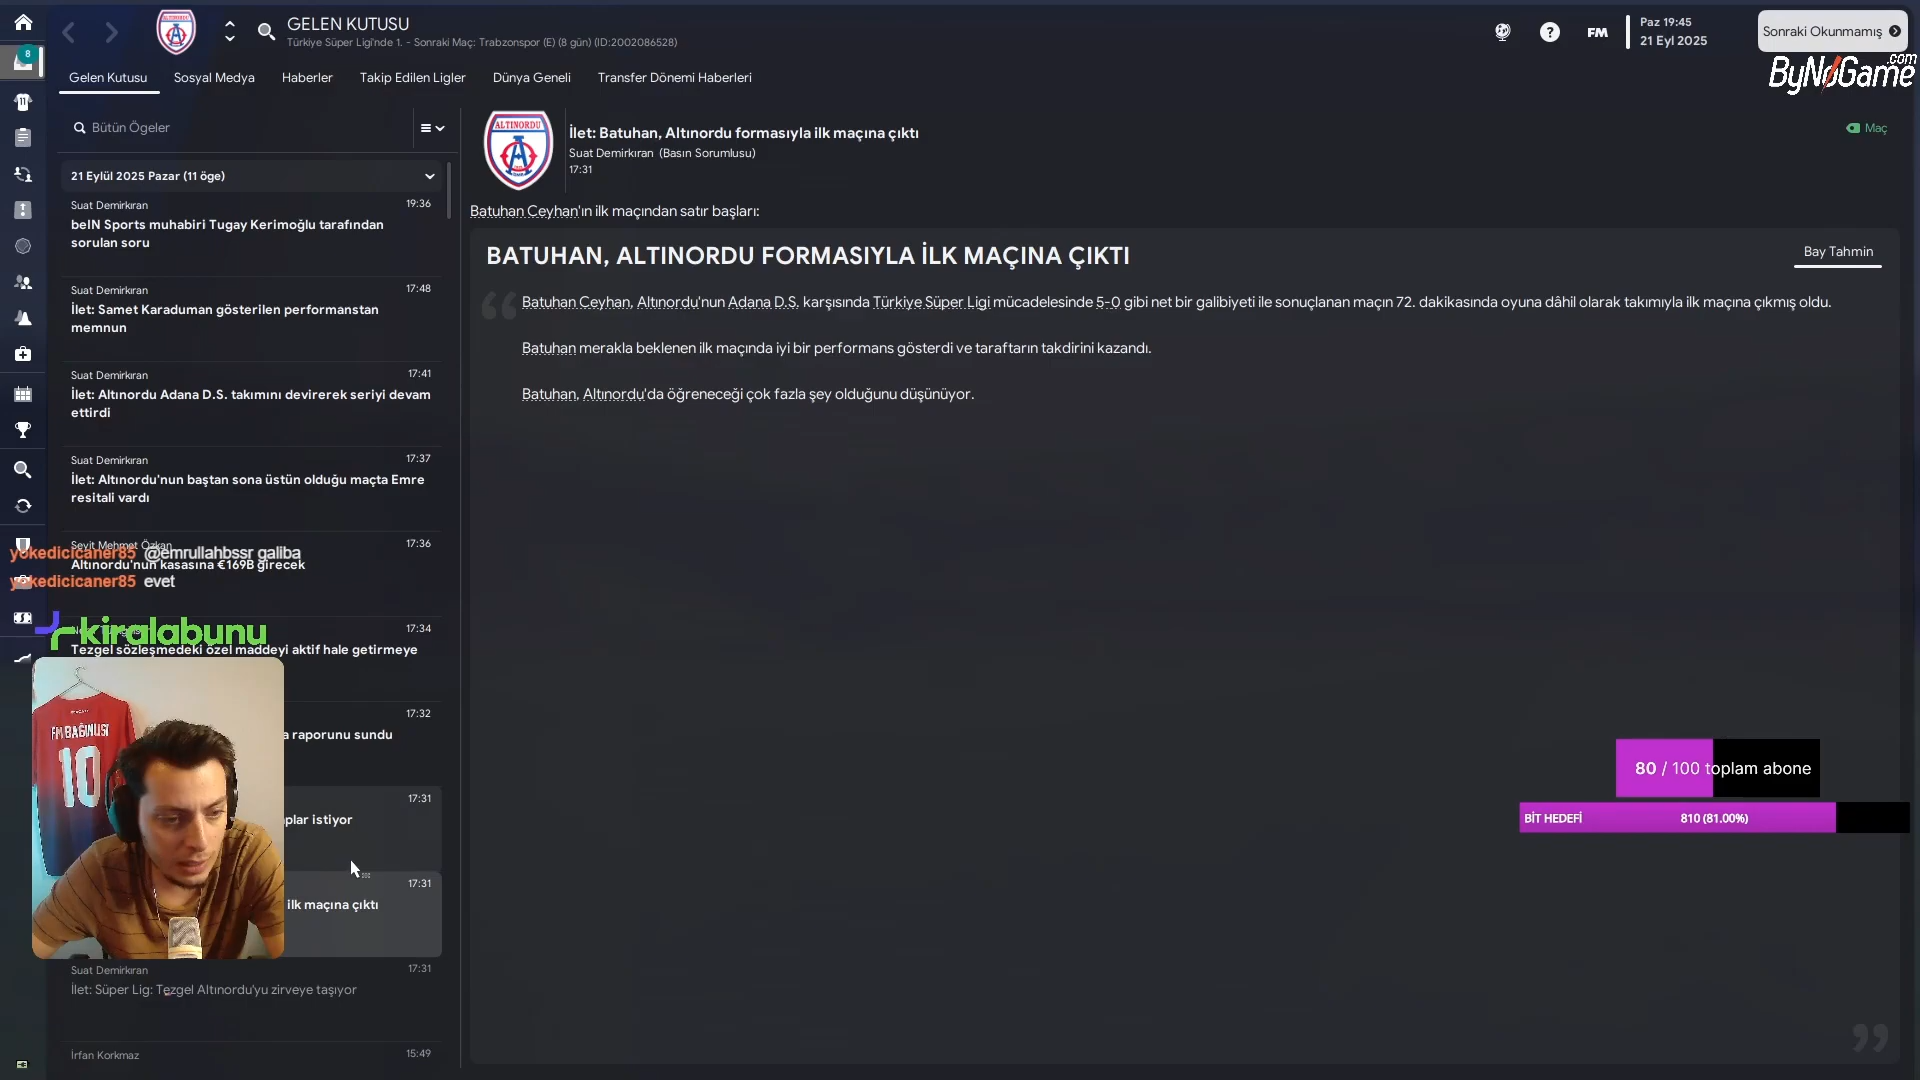 GELEN KUTUSU
Türkiye Süper Ligi'nde 1. - Sonraki Maç: Trabzonspor (E) (8 gün) (ID:2002086528)
FM
Paz 19:45
21 Eyl 2025
Sonraki Okunmamış
ByNoGame.com
8
Gelen Kutusu
Sosyal Medya
Haberler
Takip Edilen Ligler
Dünya Geneli
Transfer Dönemi Haberleri
Bütün Ögeler
21 Eylül 2025 Pazar (11 öge)
Suat Demirkıran 19:36
beIN Sports muhabiri Tugay Kerimoğlu tarafından
sorulan soru
Suat Demirkıran 17:48
İlet: Samet Karaduman gösterilen performanstan
memnun
Suat Demirkıran 17:41
İlet: Altınordu Adana D.S. takımını devirerek seriyi devam
ettirdi
Suat Demirkıran 17:37
İlet: Altınordu'nun baştan sona üstün olduğu maçta Emre
resitali vardı
Seyit Mehmet Özkan 17:36
Altınordu'nun kasasına €169B girecek
yokedicicaner85 @emrullahbssr galiba
yokedicicaner85 evet
kiralabunu
17:34
Tezgel sözleşmedeki özel maddeyi aktif hale getirmeye
17:32
raporunu sundu
17:31
istiyor
17:31
ilk maçına çıktı
FM BAĞINUSI
10
Suat Demirkıran 17:31
İlet: Süper Lig: Tezgel Altınordu'yu zirveye taşıyor
İrfan Korkmaz 15:49
ALTINORDU
İlet: Batuhan, Altınordu formasıyla ilk maçına çıktı
Suat Demirkıran (Basın Sorumlusu)
17:31
Maç
Batuhan Ceyhan'ın ilk maçından satır başları:
BATUHAN, ALTINORDU FORMASIYLA İLK MAÇINA ÇIKTI
Bay Tahmin
Batuhan Ceyhan, Altınordu'nun Adana D.S. karşısında Türkiye Süper Ligi mücadelesinde 5-0 gibi net bir galibiyeti ile sonuçlanan maçın 72. dakikasında oyuna dâhil olarak takımıyla ilk maçına çıkmış oldu.
Batuhan merakla beklenen ilk maçında iyi bir performans gösterdi ve taraftarın takdirini kazandı.
Batuhan, Altınordu'da öğreneceği çok fazla şey olduğunu düşünüyor.
80 / 100 toplam abone
BİT HEDEFİ 810 (81.00%)